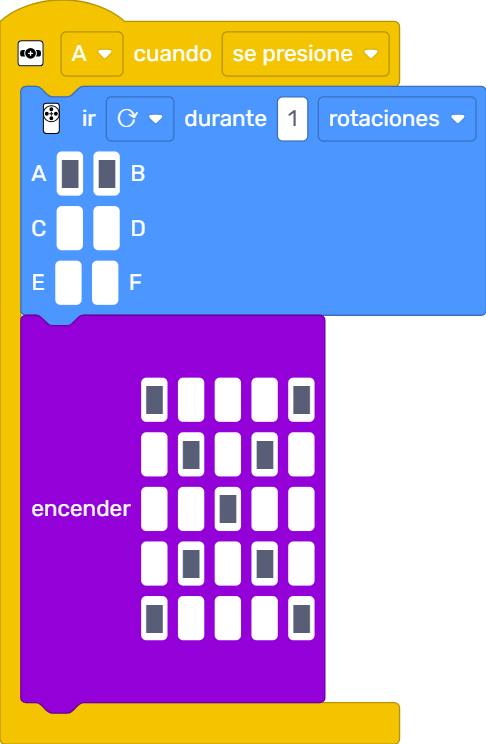 A cuando se presione
ir durante 1 rotaciones
A B
C D
E F
encender